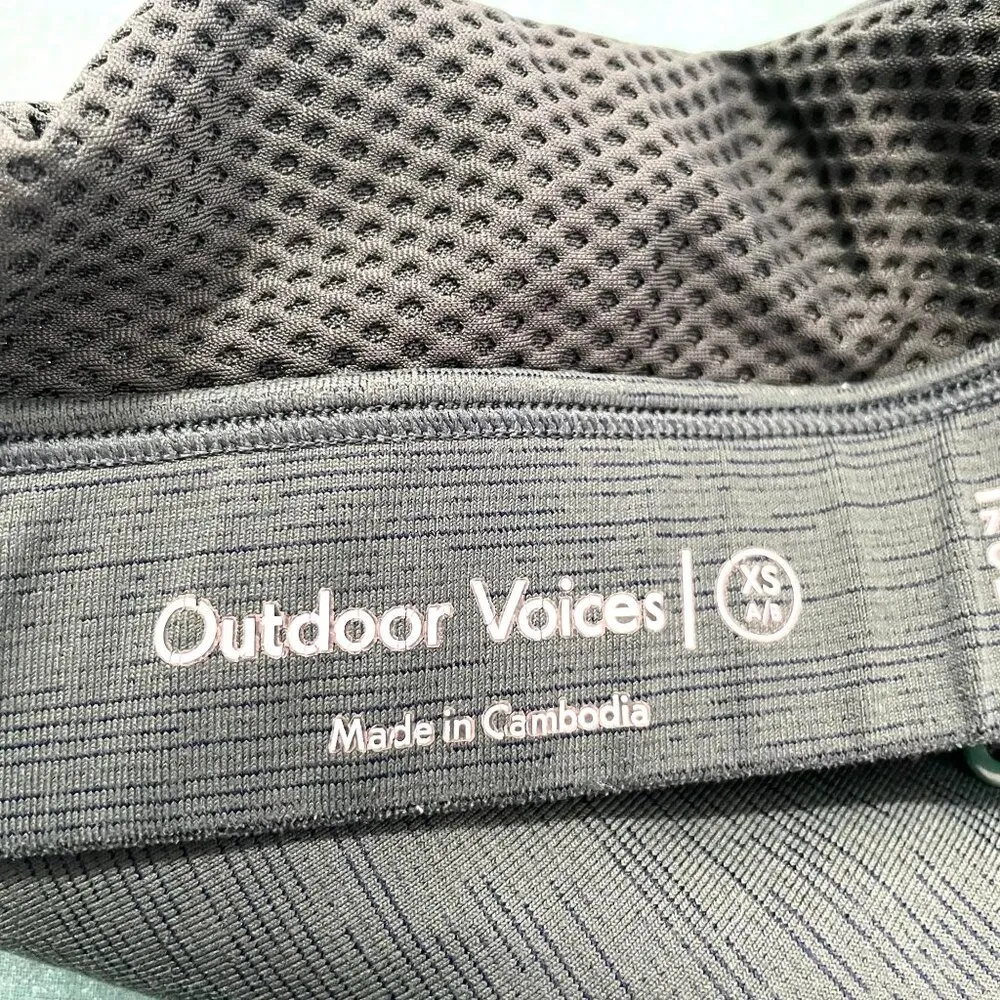 Outdoor Voices | XS
A/B
Made in Cambodia